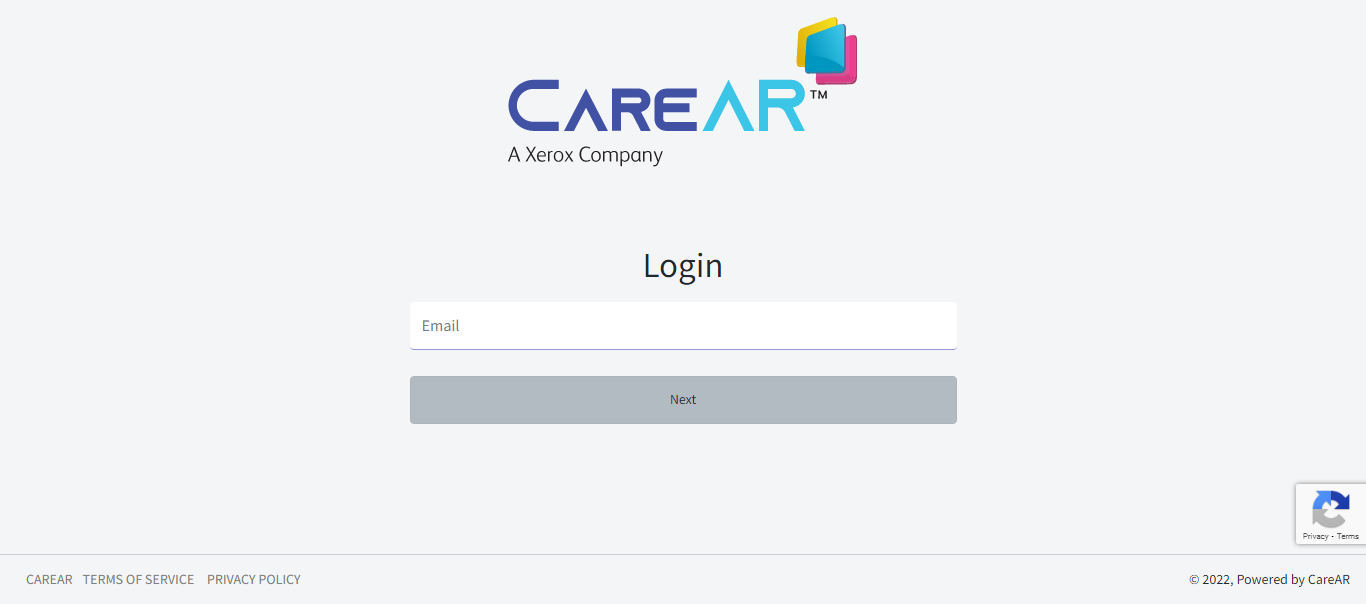 CAREAR™
A Xerox Company
Login
Email
Next
Privacy - Terms
CAREAR TERMS OF SERVICE PRIVACY POLICY
© 2022, Powered by CareAR